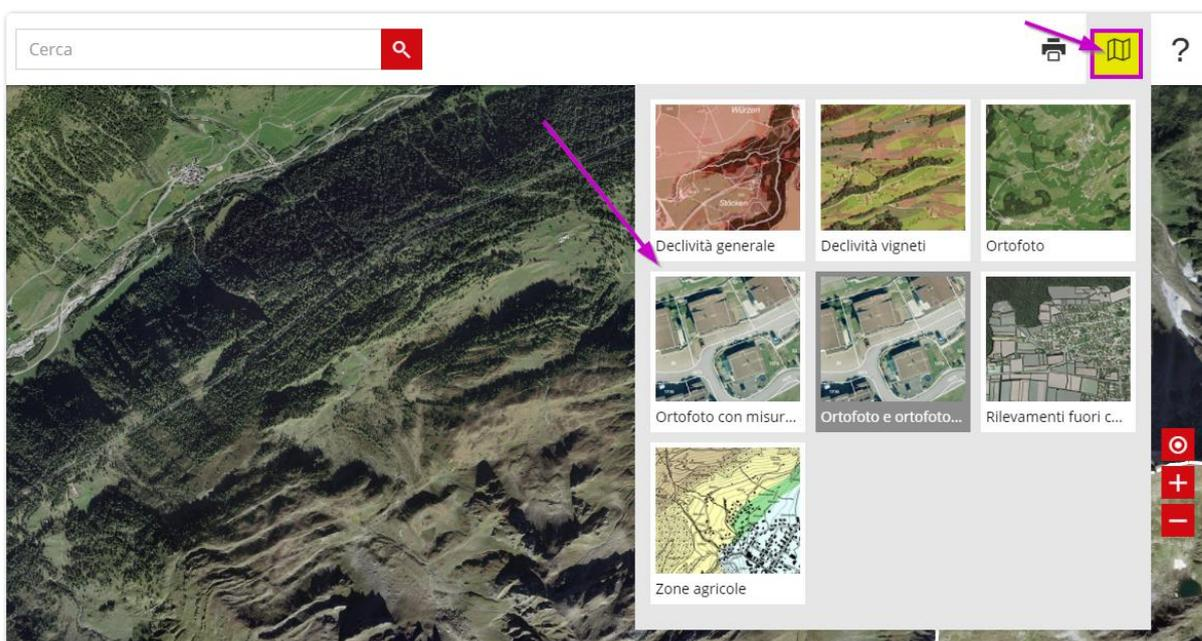 Cerca
?
Würzen
Stöcken
Declività generale
Declività vigneti
Ortofoto
Ortofoto con misur...
Ortofoto e ortofoto...
Rilevamenti fuori c...
Zone agricole